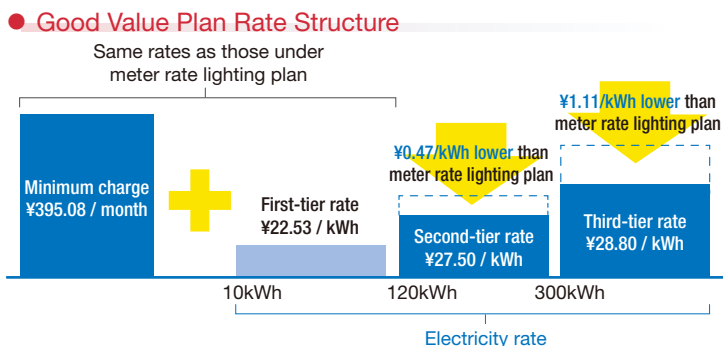 ● Good Value Plan Rate Structure
Same rates as those under
meter rate lighting plan
¥1.11/kWh lower than
meter rate lighting plan
¥0.47/kWh lower than
meter rate lighting plan
Minimum charge
¥395.08 / month
First-tier rate
¥22.53 / kWh
Second-tier rate
¥27.50 / kWh
Third-tier rate
¥28.80 / kWh
10kWh
120kWh
300kWh
Electricity rate